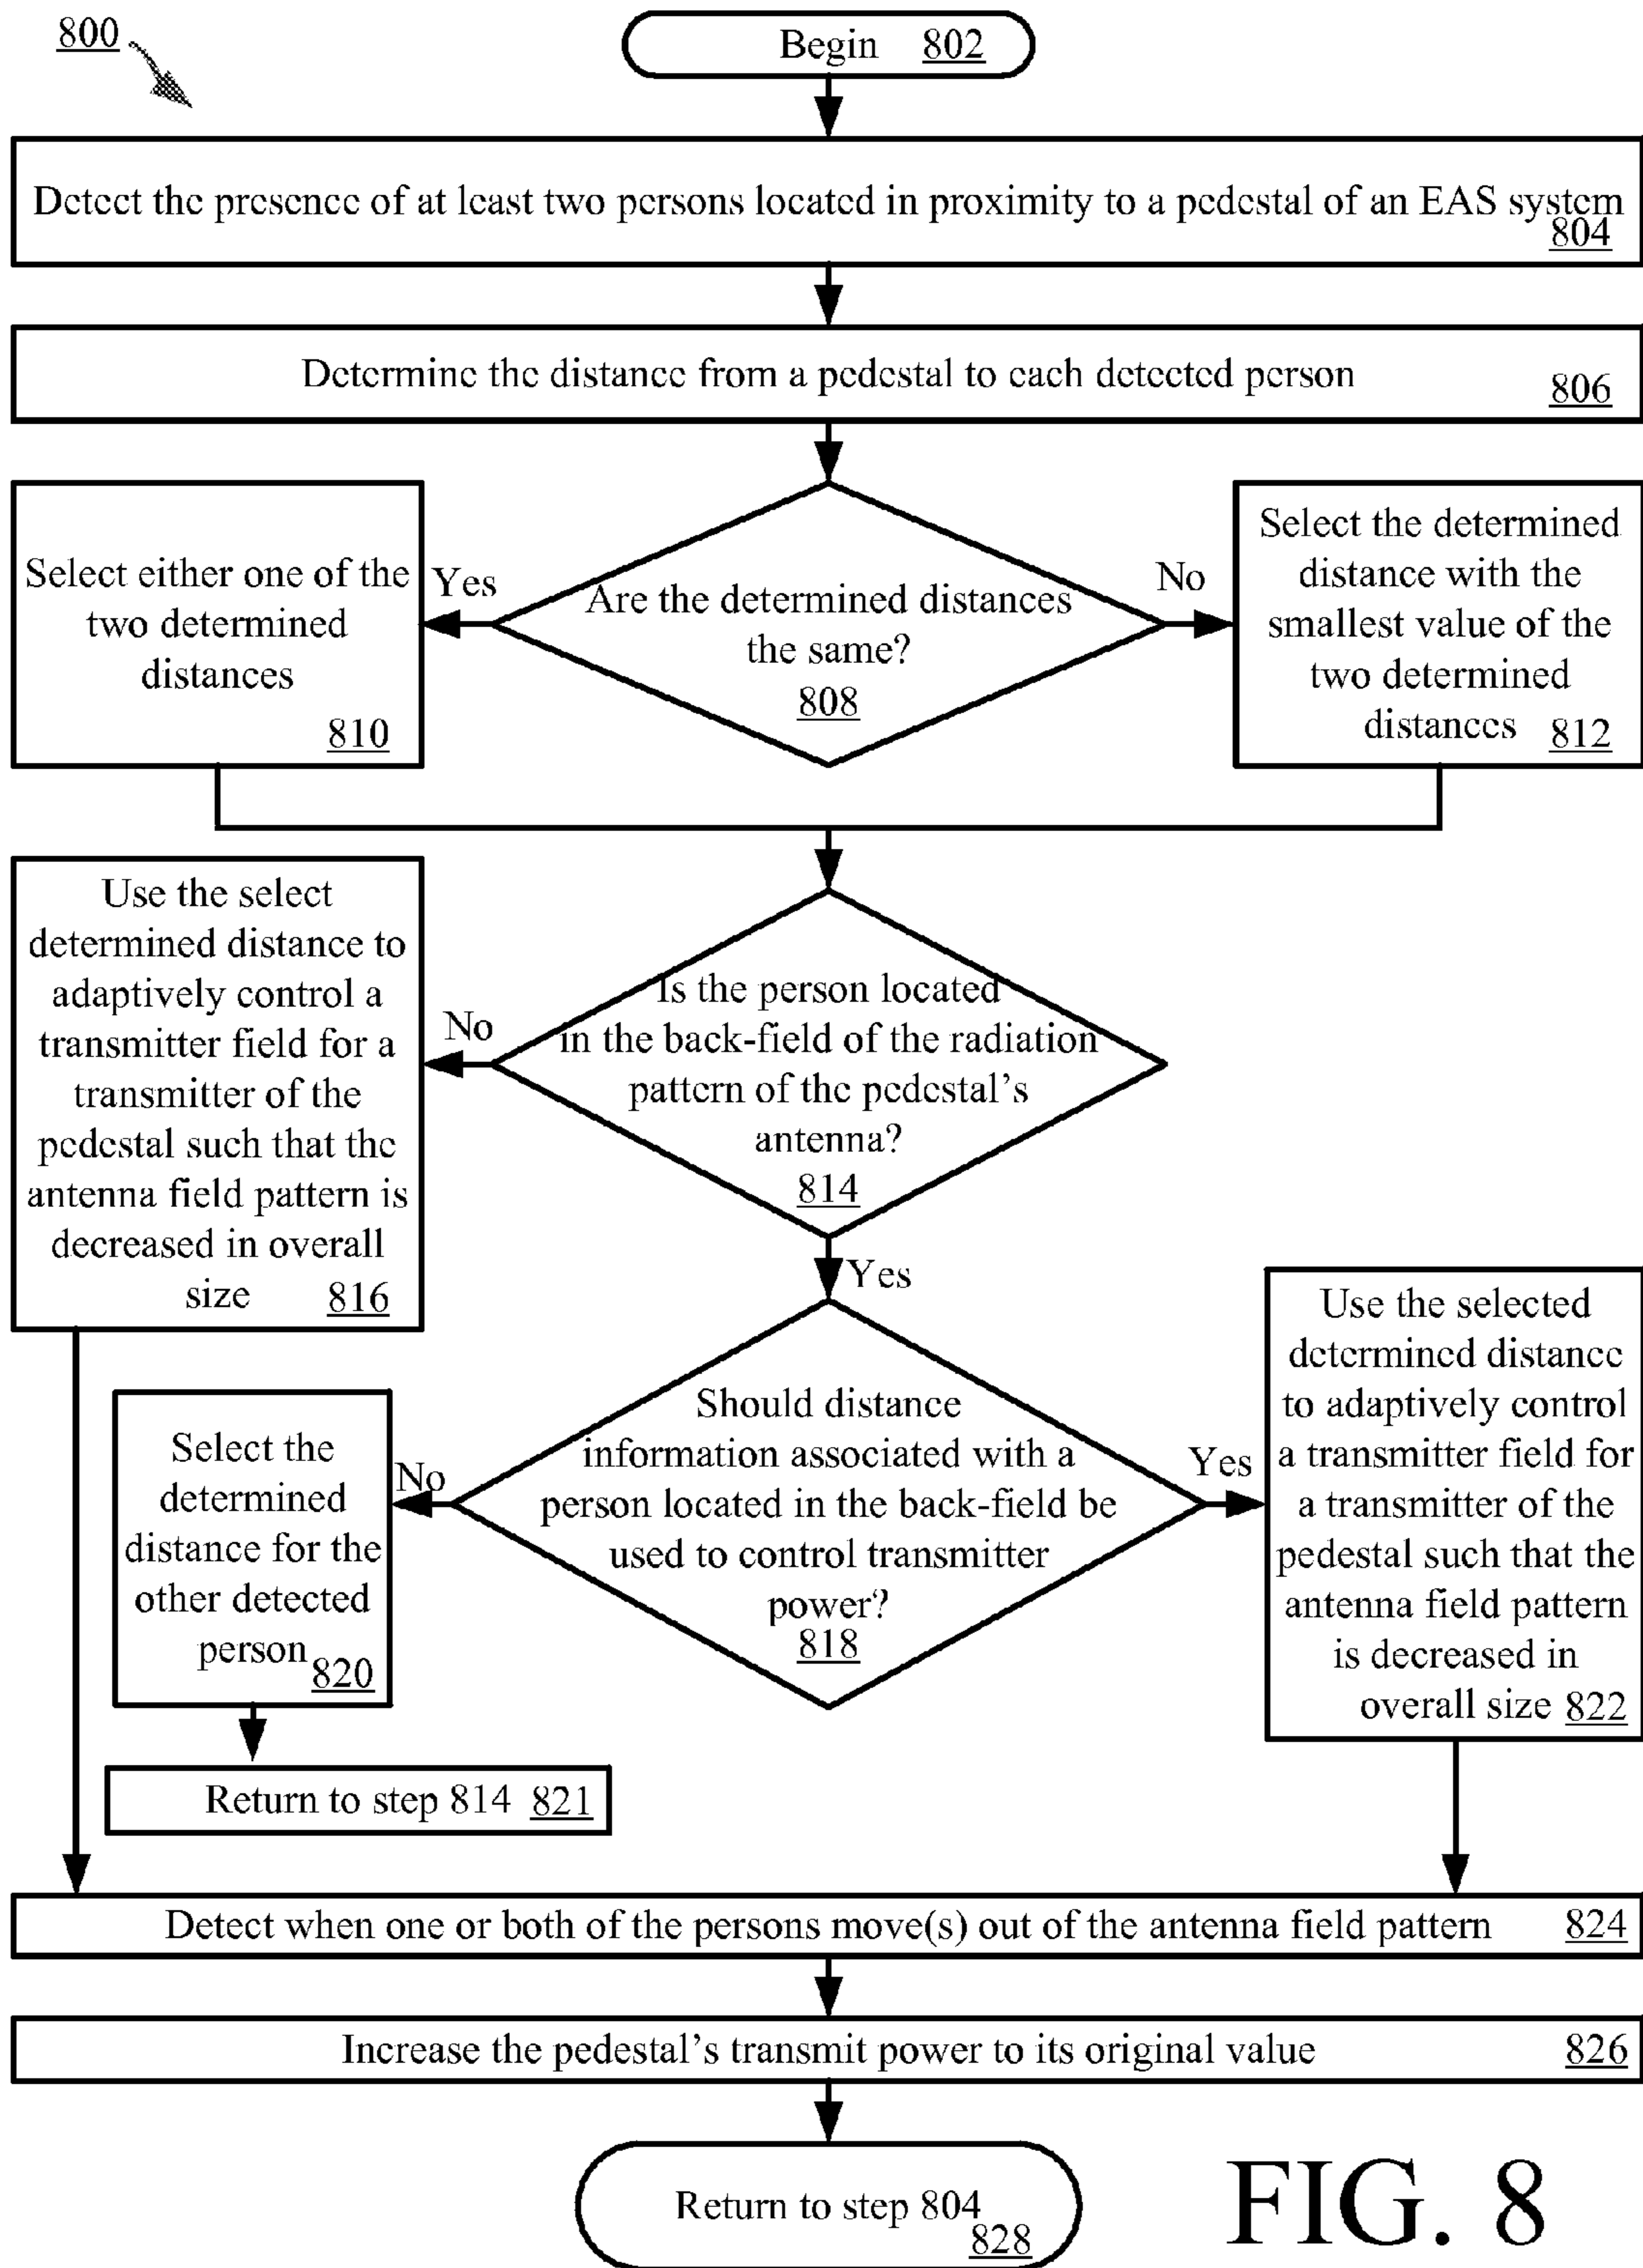 800
Begin 802
Detect the presence of at least two persons located in proximity to a pedestal of an EAS system
804
Determine the distance from a pedestal to each detected person
806
Select either one of the
two determined
distances
810
Yes
Are the determined distances
the same?
808
No
Select the determined
distance with the
smallest value of the
two determined
distances 812
Use the select
determined distance to
adaptively control a
transmitter field for a
transmitter of the
pedestal such that the
antenna field pattern is
decreased in overall
size 816
No
Is the person located
in the back-field of the radiation
pattern of the pedestal's
antenna?
814
Yes
Select the
determined
distance for the
other detected
person 820
No
Should distance
information associated with a
person located in the back-field be
used to control transmitter
power?
818
Yes
Use the selected
determined distance
to adaptively control
a transmitter field for
a transmitter of the
pedestal such that the
antenna field pattern
is decreased in
overall size 822
Return to step 814 821
Detect when one or both of the persons move(s) out of the antenna field pattern 824
Increase the pedestal's transmit power to its original value 826
Return to step 804
828
FIG. 8